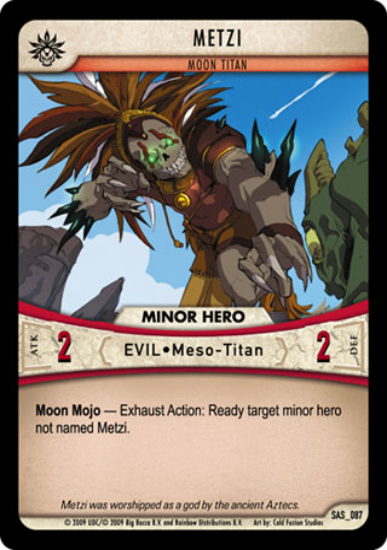 METZI
MOON TITAN
MINOR HERO
ATK 2 EVIL•Meso-Titan 2 DEF
Moon Mojo — Exhaust Action: Ready target minor hero
not named Metzi.
Metzi was worshiped as a god by the ancient Aztecs.
© 2009 UDC/© 2009 Big Bocca B.V. and Rainbow Distributions B.V. Art by: Cold Fusion Studios
SAS_087